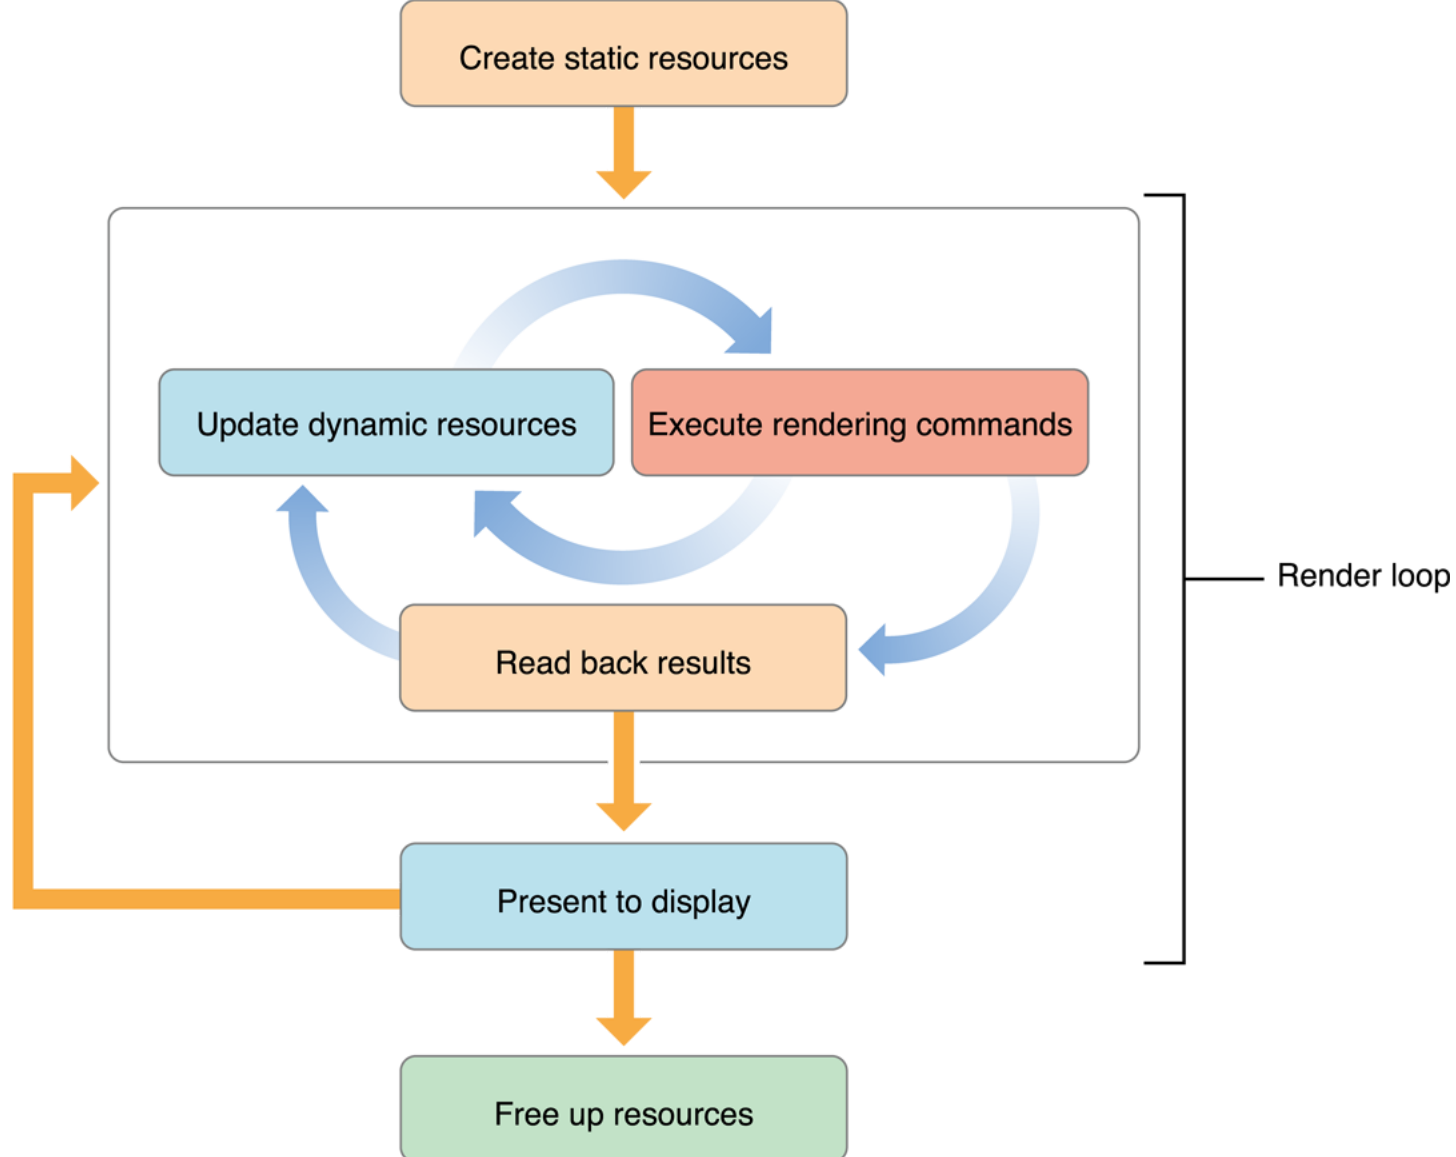 Create static resources
Update dynamic resources
Execute rendering commands
Render loop
Read back results
Present to display
Free up resources